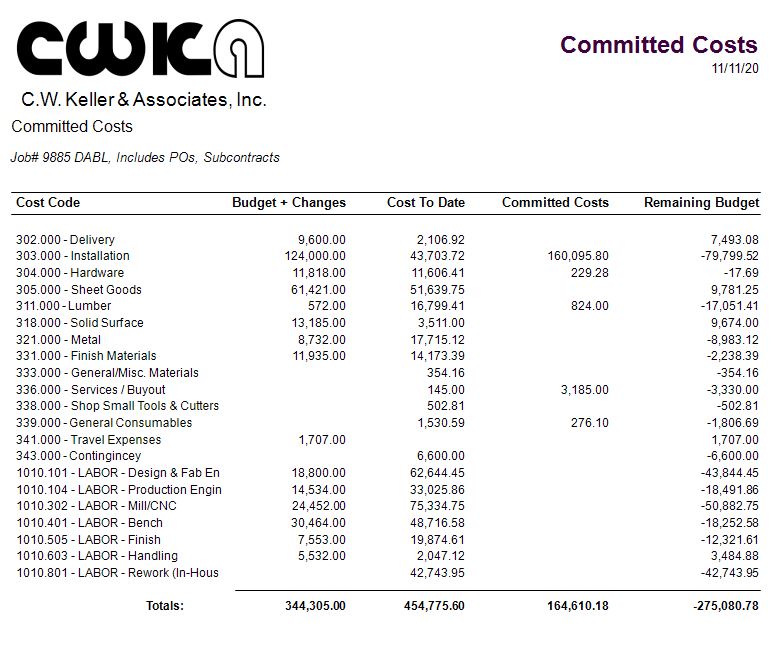 CWKA
Committed Costs
11/11/20
C.W. Keller & Associates, Inc.
Committed Costs
Job# 9885 DABL, Includes POs, Subcontracts
Cost Code Budget + Changes Cost To Date Committed Costs Remaining Budget
302.000 - Delivery 9,600.00 2,106.92 7,493.08
303.000 - Installation 124,000.00 43,703.72 160,095.80 -79,799.52
304.000 - Hardware 11,818.00 11,606.41 229.28 -17.69
305.000 - Sheet Goods 61,421.00 51,639.75 9,781.25
311.000 - Lumber 572.00 16,799.41 824.00 -17,051.41
318.000 - Solid Surface 13,185.00 3,511.00 9,674.00
321.000 - Metal 8,732.00 17,715.12 -8,983.12
331.000 - Finish Materials 11,935.00 14,173.39 -2,238.39
333.000 - General/Misc. Materials 354.16 -354.16
336.000 - Services / Buyout 145.00 3,185.00 -3,330.00
338.000 - Shop Small Tools & Cutters 502.81 -502.81
339.000 - General Consumables 1,530.59 276.10 -1,806.69
341.000 - Travel Expenses 1,707.00 1,707.00
343.000 - Contingincey 6,600.00 -6,600.00
1010.101 - LABOR - Design & Fab En 18,800.00 62,644.45 -43,844.45
1010.104 - LABOR - Production Engin 14,534.00 33,025.86 -18,491.86
1010.302 - LABOR - Mill/CNC 24,452.00 75,334.75 -50,882.75
1010.401 - LABOR - Bench 30,464.00 48,716.58 -18,252.58
1010.505 - LABOR - Finish 7,553.00 19,874.61 -12,321.61
1010.603 - LABOR - Handling 5,532.00 2,047.12 3,484.88
1010.801 - LABOR - Rework (In-Hous 42,743.95 -42,743.95
Totals: 344,305.00 454,775.60 164,610.18 -275,080.78